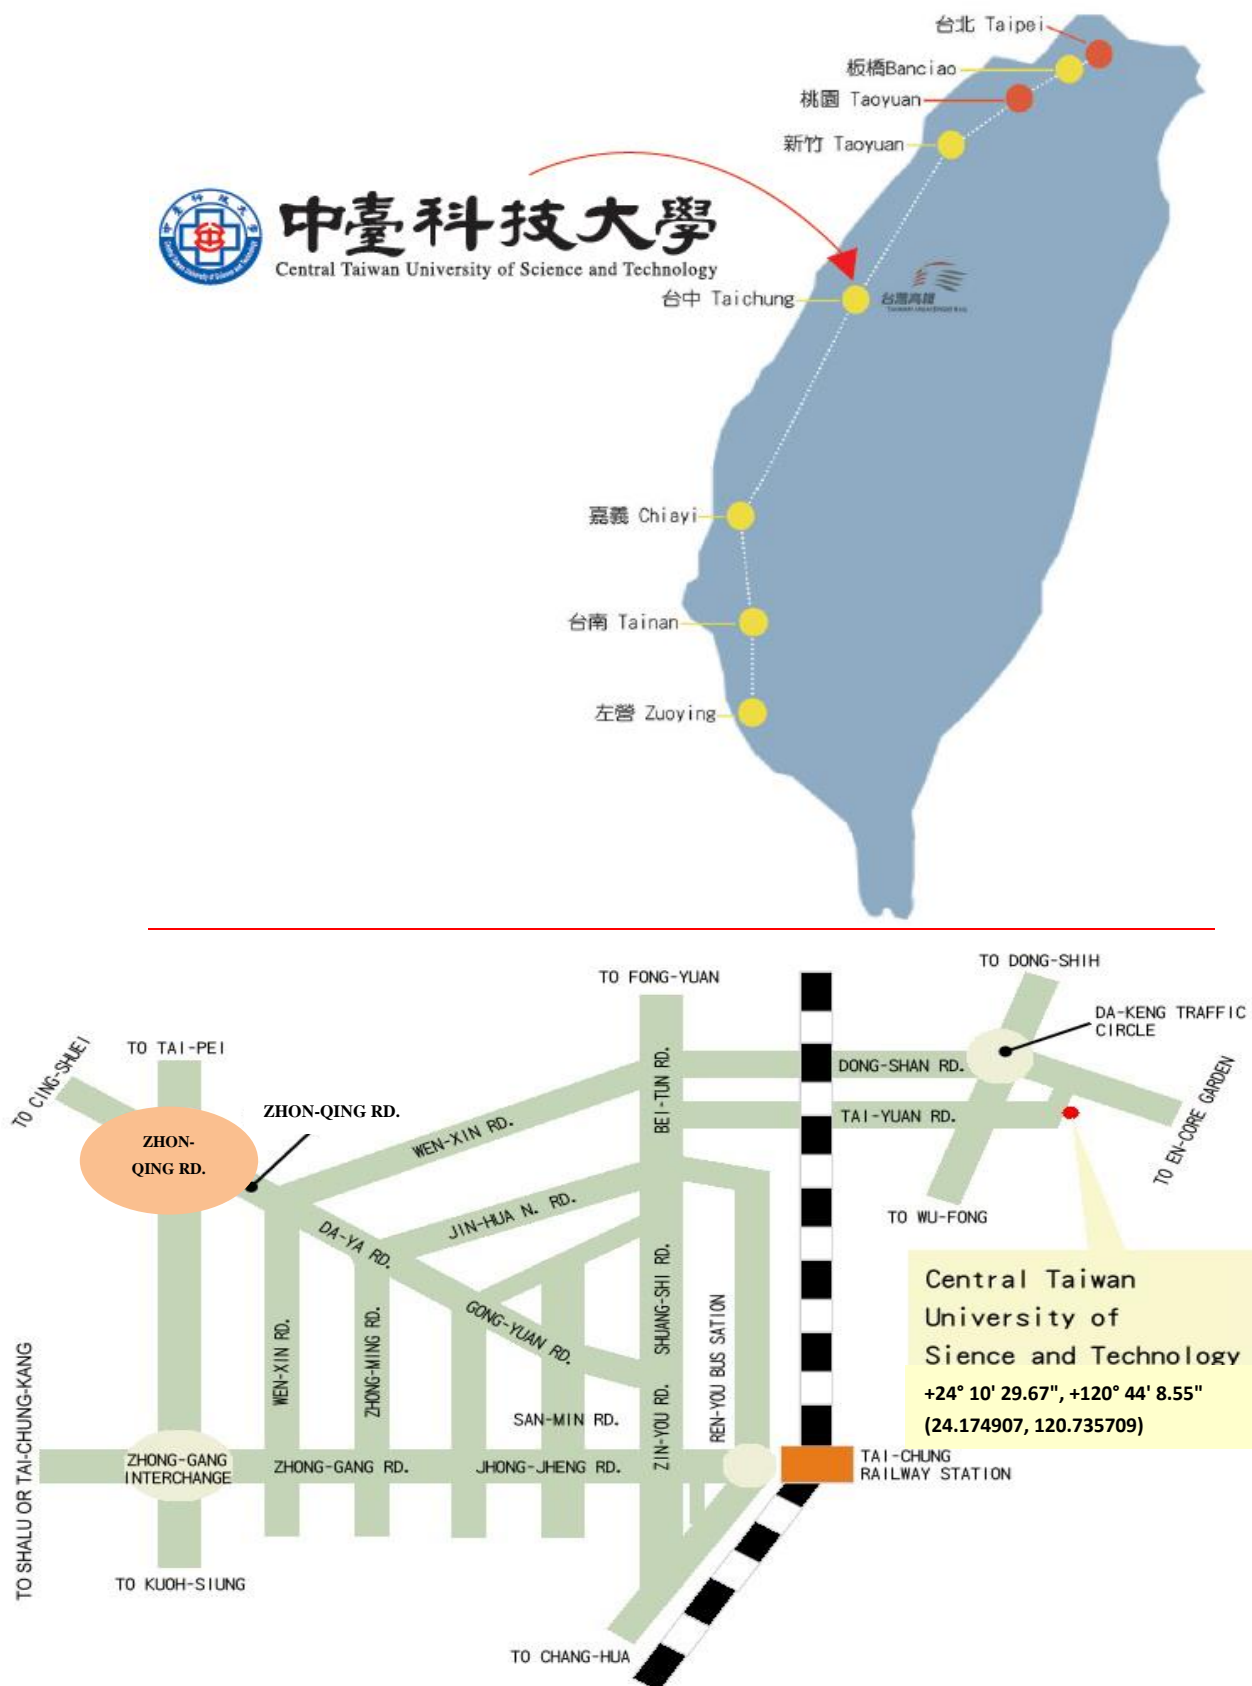 台北 Taipei
板橋Banciao
桃園 Taoyuan
新竹 Taoyuan
中臺科技大學
Central Taiwan University of Science and Technology
台中 Taichung
台灣高鐵
嘉義 Chiayi
台南 Tainan
左營 Zuoying
TO DONG-SHIH
TO FONG-YUAN
DA-KENG TRAFFIC
CIRCLE
TO CING-SHUEI
TO TAI-PEI
BEI-TUN RD.
DONG-SHAN RD.
TO EN-CORE GARDEN
ZHON-QING RD.
TAI-YUAN RD.
ZHON-
QING RD.
WEN-XIN RD.
JIN-HUA N. RD.
TO WU-FONG
DA-YA RD.
Central Taiwan
University of
Sience and Technology
+24° 10' 29.67", +120° 44' 8.55"
(24.174907, 120.735709)
GONG-YUAN RD.
SHUANG-SHI RD.
REN-YOU BUS SATION
WEN-XIN RD.
ZHONG-MING RD.
TO SHALU OR TAI-CHUNG-KANG
SAN-MIN RD.
ZIN-YOU RD.
ZHONG-GANG
INTERCHANGE
ZHONG-GANG RD.
JHONG-JHENG RD.
TAI-CHUNG
RAILWAY STATION
TO KUOH-SIUNG
TO CHANG-HUA